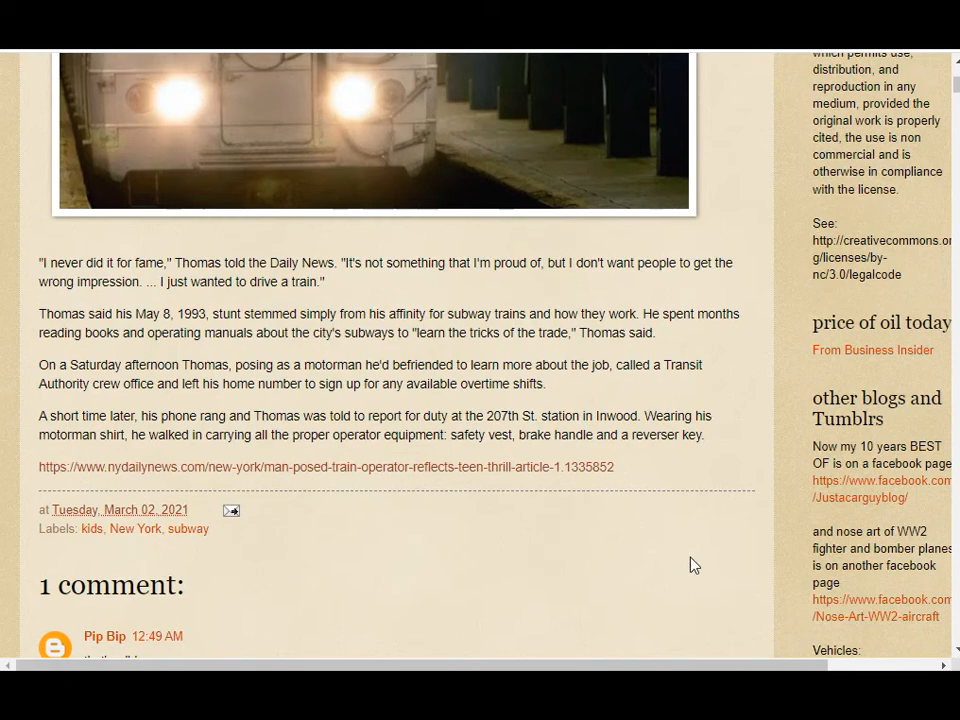 "I never did it for fame," Thomas told the Daily News. "It's not something that I'm proud of, but I don't want people to get the
wrong impression. ... I just wanted to drive a train."
Thomas said his May 8, 1993, stunt stemmed simply from his affinity for subway trains and how they work. He spent months
reading books and operating manuals about the city's subways to "learn the tricks of the trade," Thomas said.
On a Saturday afternoon Thomas, posing as a motorman he'd befriended to learn more about the job, called a Transit
Authority crew office and left his home number to sign up for any available overtime shifts.
A short time later, his phone rang and Thomas was told to report for duty at the 207th St. station in Inwood. Wearing his
motorman shirt, he walked in carrying all the proper operator equipment: safety vest, brake handle and a reverser key.
https://www.nydailynews.com/new-york/man-posed-train-operator-reflects-teen-thrill-article-1.1335852
at Tuesday, March 02, 2021
Labels: kids, New York, subway
1 comment:
Pip Bip 12:49 AM
which permits use,
distribution, and
reproduction in any
medium, provided the
original work is properly
cited, the use is non
commercial and is
otherwise in compliance
with the license.
See:
http://creativecommons.or
g/licenses/by-
nc/3.0/legalcode
price of oil today
From Business Insider
other blogs and
Tumblrs
Now my 10 years BEST
OF is on a facebook page
https://www.facebook.com
/Justacarguyblog/
and nose art of WW2
fighter and bomber planes
is on another facebook
page
https://www.facebook.com
/Nose-Art-WW2-aircraft
Vehicles: